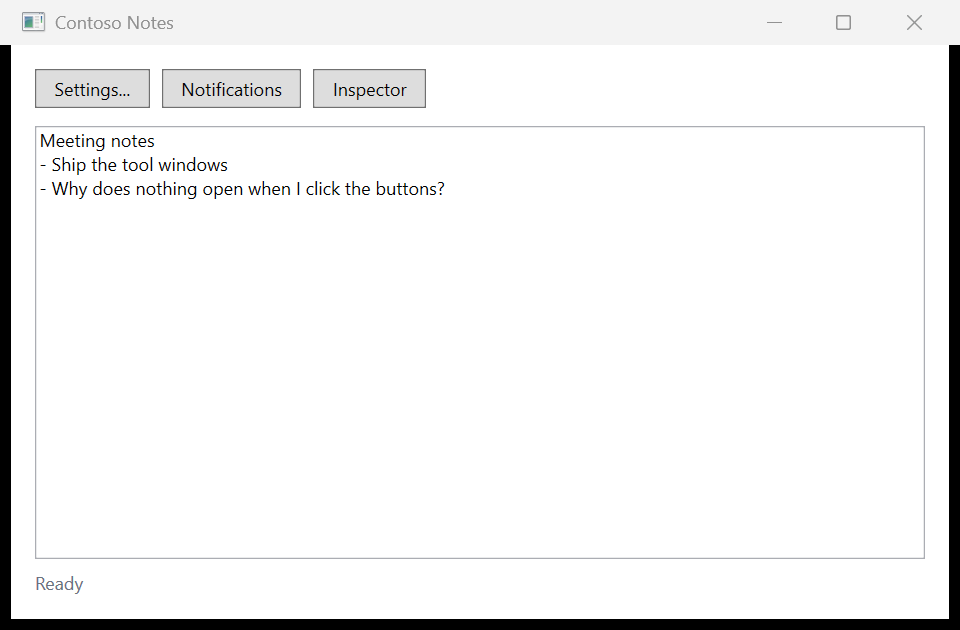 Contoso Notes
Settings...
Notifications
Inspector
Meeting notes
- Ship the tool windows
- Why does nothing open when I click the buttons?
Ready